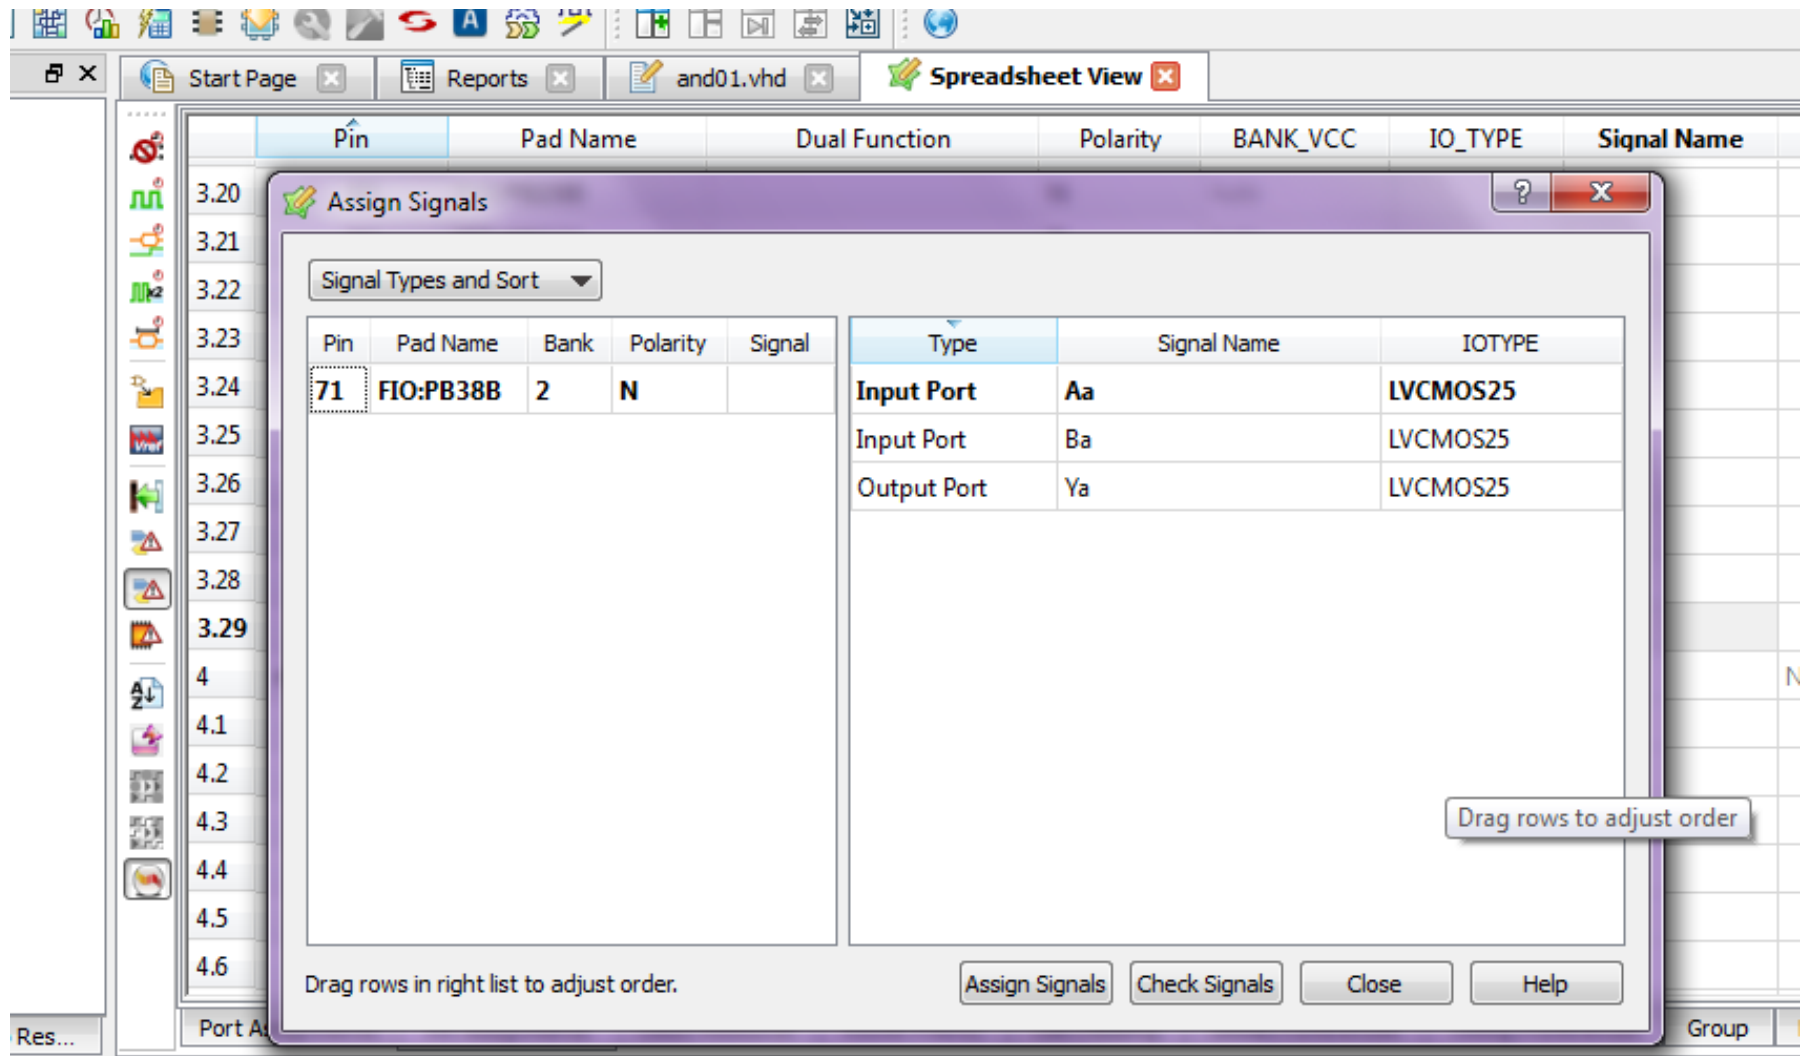 A
Start Page
Reports
and01.vhd
Spreadsheet View
Pin Pad Name Dual Function Polarity BANK_VCC IO_TYPE Signal Name
3.20
3.21
3.22
3.23
3.24
3.25
3.26
3.27
3.28
3.29
4 N
4.1
4.2
4.3
4.4
4.5
4.6
Assign Signals
?
Signal Types and Sort
Pin Pad Name Bank Polarity Signal
71 FIO:PB38B 2 N
Type Signal Name IOTYPE
Input Port Aa LVCMOS25
Input Port Ba LVCMOS25
Output Port Ya LVCMOS25
Drag rows to adjust order
Drag rows in right list to adjust order.
Assign Signals
Check Signals
Close
Help
Res...
Port A
Group
x2
Vref
A
Z